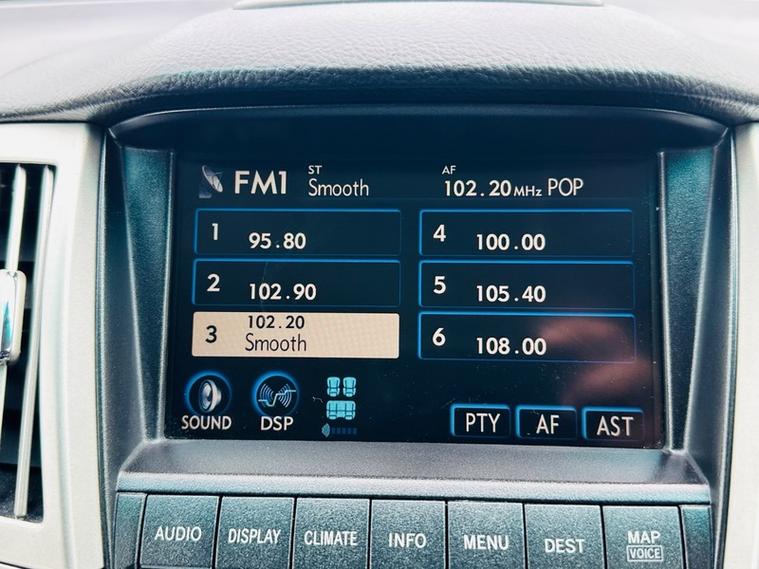 FM1 ST Smooth AF 102.20 MHz POP
1 95.80
4 100.00
2 102.90
5 105.40
3 102.20 Smooth
6 108.00
SOUND DSP PTY AF AST
AUDIO DISPLAY CLIMATE INFO MENU DEST MAP VOICE